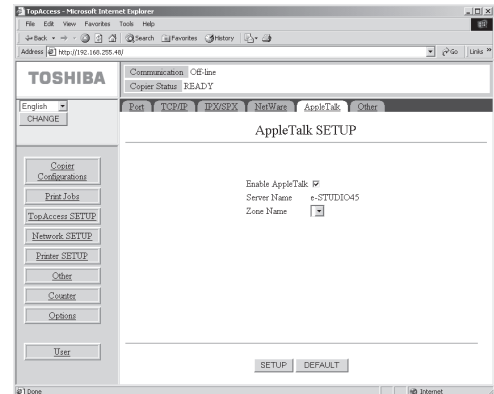 TopAccess - Microsoft Internet Explorer
File Edit View Favorites Tools Help
Back Search Favorites History
Address http://192.168.255.48/ Go Links »
TOSHIBA
Communication Off-line
Copier Status READY
English
CHANGE
Port TCP/IP IPX/SPX NetWare AppleTalk Other
AppleTalk SETUP
Copier Configurations
Print Jobs
TopAccess SETUP
Network SETUP
Printer SETUP
Other
Counter
Options
User
Enable AppleTalk
Server Name e-STUDIO45
Zone Name
SETUP DEFAULT
Done Internet